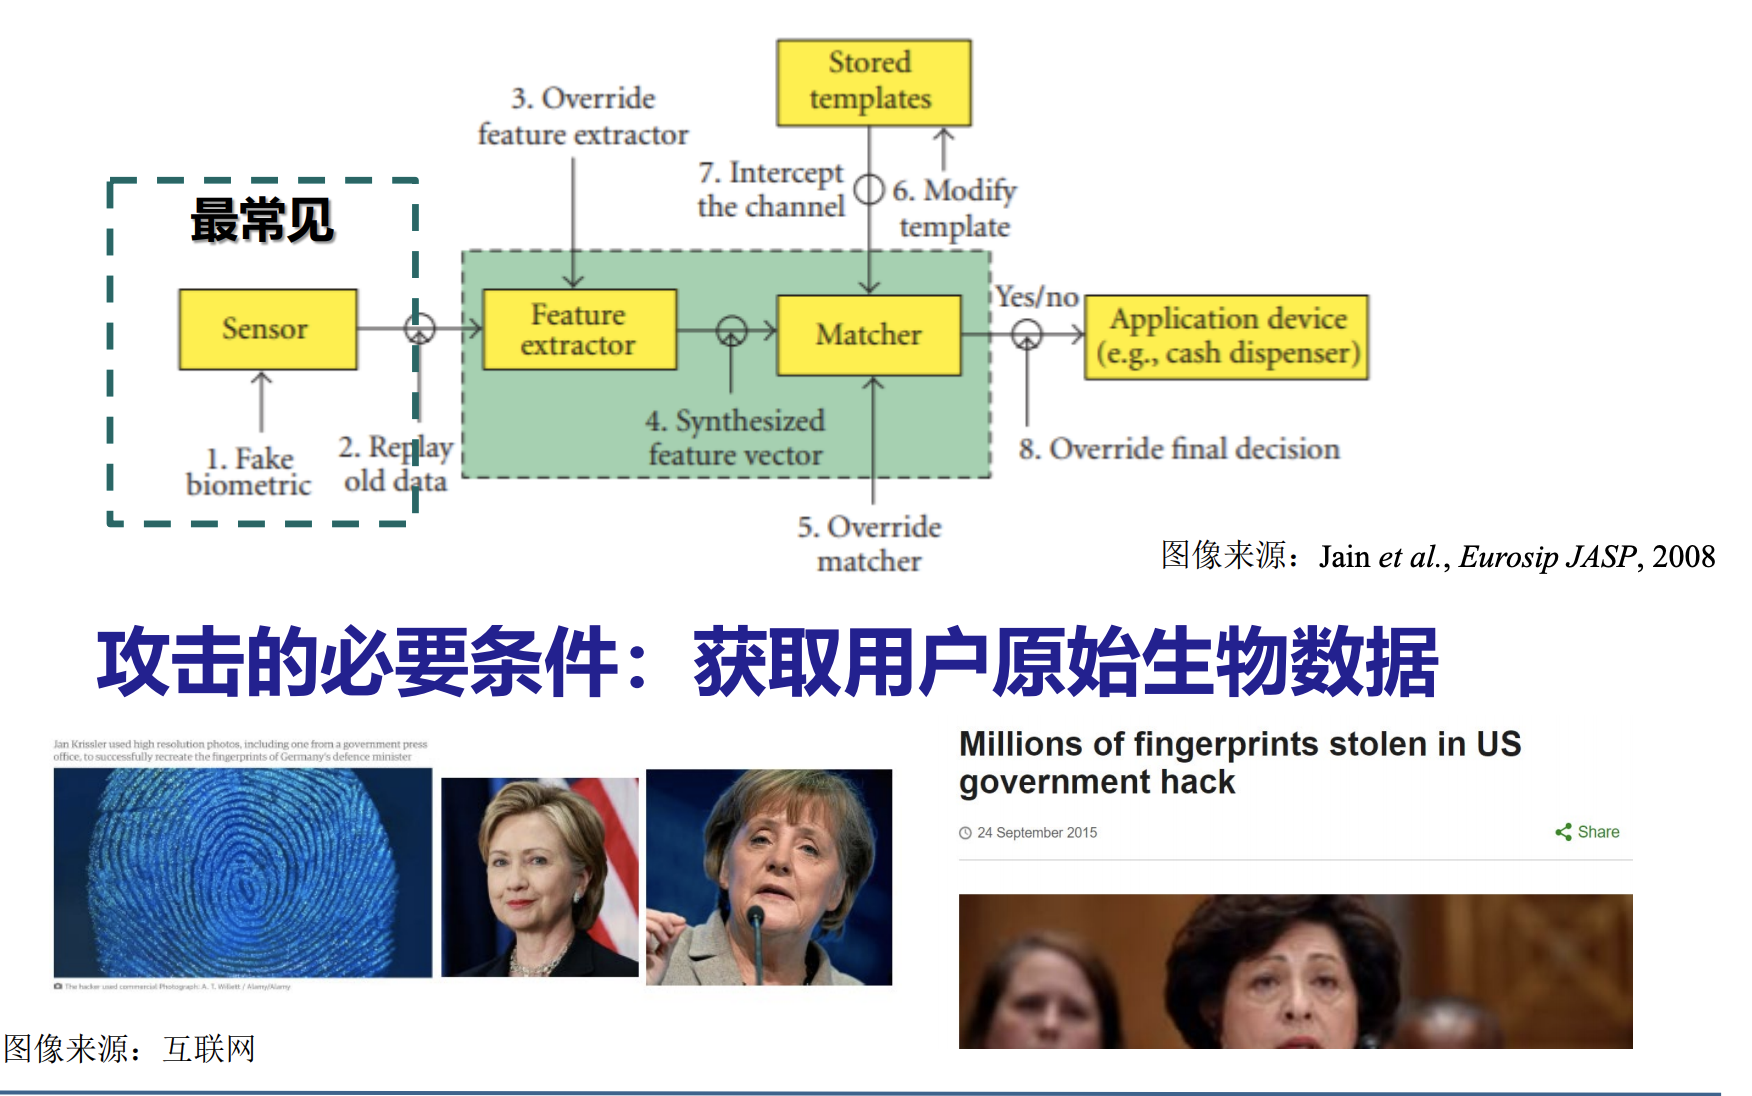 Stored
templates
3. Override
feature extractor
7. Intercept
the channel
6. Modify
template
最常见
Sensor
Feature
extractor
Matcher
Yes/no
Application device
(e.g., cash dispenser)
1. Fake
biometric
2. Replay
old data
4. Synthesized
feature vector
8. Override final decision
5. Override
matcher
图像来源：Jain et al., Eurosip JASP, 2008
攻击的必要条件：获取用户原始生物数据
Jan Krissler used high resolution photos, including one from a government press
office, to successfully recreate the fingerprints of Germany's defence minister
The hacker used commercial Photograph: A. T. Willett / Alamy/Alamy
Millions of fingerprints stolen in US
government hack
24 September 2015
Share
图像来源：互联网